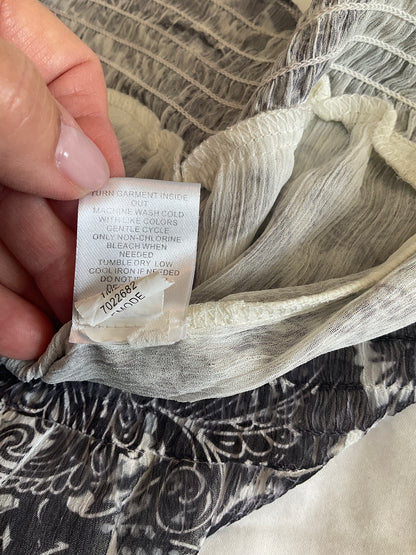 TURN GARMENT INSIDE
OUT
MACHINE WASH COLD
WITH LIKE COLORS
GENTLE CYCLE
ONLY NON-CHLORINE
BLEACH WHEN
NEEDED
TUMBLE DRY LOW
COOL IRON IF NEEDED
DO NOT
7022682